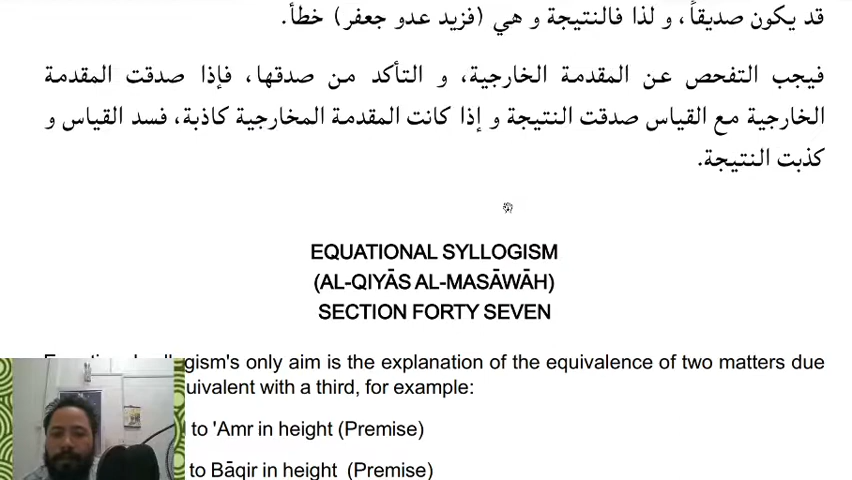 قد يكون صديقاً، و لذا فالنتيجة و هي (فزيد عدو جعفر) خطأ.
فيجب التفحص عن المقدمة الخارجية، و التأكد من صدقها، فإذا صدقت المقدمة
الخارجية مع القياس صدقت النتيجة و إذا كانت المقدمة المخارجية كاذبة، فسد القياس و
كذبت النتيجة.
EQUATIONAL SYLLOGISM
(AL-QIYĀS AL-MASĀWĀH)
SECTION FORTY SEVEN
gism's only aim is the explanation of the equivalence of two matters due
uivalent with a third, for example:
to 'Amr in height (Premise)
to Bāqir in height (Premise)